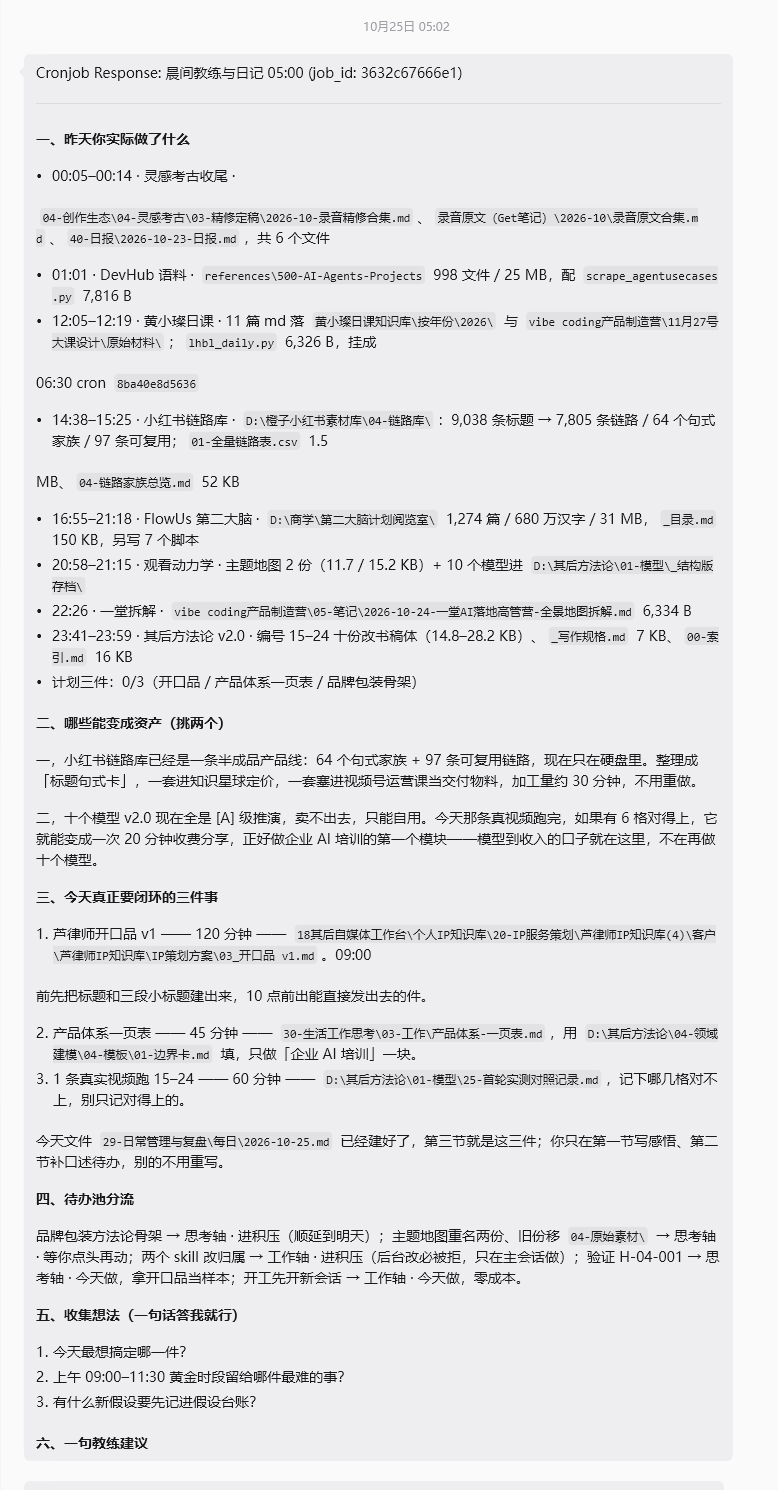 10月25日 05:02
Cronjob Response: 晨间教练与日记 05:00 (job_id: 3632c67666e1)
一、昨天你实际做了什么
• 00:05–00:14 · 灵感考古收尾 ·
04-创作生态\04-灵感考古\03-精修定稿\2026-10-录音精修合集.md 、 录音原文（Get笔记）\2026-10\录音原文合集.m
d 、 40-日报\2026-10-23-日报.md ，共 6 个文件
• 01:01 · DevHub 语料 · references\500-AI-Agents-Projects 998 文件 / 25 MB，配 scrape_agentusecases
.py 7,816 B
• 12:05–12:19 · 黄小璨日课 · 11 篇 md 落 黄小璨日课知识库\按年份\2026\ 与 vibe coding产品制造营\11月27号
大课设计\原始材料\ ； lhbl_daily.py 6,326 B，挂成
06:30 cron 8ba40e8d5636
• 14:38–15:25 · 小红书链路库 · D:\橙子小红书素材库\04-链路库\ ：9,038 条标题 → 7,805 条链路 / 64 个句式
家族 / 97 条可复用； 01-全量链路表.csv 1.5
MB、 04-链路家族总览.md 52 KB
• 16:55–21:18 · FlowUs 第二大脑 · D:\商学\第二大脑计划阅览室\ 1,274 篇 / 680 万汉字 / 31 MB， _目录.md
150 KB，另写 7 个脚本
• 20:58–21:15 · 观看动力学 · 主题地图 2 份（11.7 / 15.2 KB）+ 10 个模型进 D:\其后方法论\01-模型\_结构版
存档\
• 22:26 · 一堂拆解 · vibe coding产品制造营\05-笔记\2026-10-24-一堂AI落地高管营-全景地图拆解.md 6,334 B
• 23:41–23:59 · 其后方法论 v2.0 · 编号 15–24 十份改书稿体（14.8–28.2 KB）、 _写作规格.md 7 KB、 00-索
引.md 16 KB
• 计划三件：0/3（开口品 / 产品体系一页表 / 品牌包装骨架）
二、哪些能变成资产（挑两个）
一，小红书链路库已经是一条半成品产品线：64 个句式家族 + 97 条可复用链路，现在只在硬盘里。整理成
「标题句式卡」，一套进知识星球定价，一套塞进视频号运营课当交付物料，加工量约 30 分钟，不用重做。
二，十个模型 v2.0 现在全是 [A] 级推演，卖不出去，只能自用。今天那条真视频跑完，如果有 6 格对得上，它
就能变成一次 20 分钟收费分享，正好做企业 AI 培训的第一个模块——模型到收入的口子就在这里，不在再做
十个模型。
三、今天真正要闭环的三件事
1. 芦律师开口品 v1 —— 120 分钟 —— 18其后自媒体工作台\个人IP知识库\20-IP服务策划\芦律师IP知识库(4)\客户
\芦律师IP知识库\IP策划方案\03_开口品 v1.md 。09:00
前先把标题和三段小标题建出来，10 点前出能直接发出去的件。
2. 产品体系一页表 —— 45 分钟 —— 30-生活工作思考\03-工作\产品体系-一页表.md ，用 D:\其后方法论\04-领域
建模\04-模板\01-边界卡.md 填，只做「企业 AI 培训」一块。
3. 1 条真实视频跑 15–24 —— 60 分钟 —— D:\其后方法论\01-模型\25-首轮实测对照记录.md ，记下哪几格对不
上，别只记对得上的。
今天文件 29-日常管理与复盘\每日\2026-10-25.md 已经建好了，第三节就是这三件；你只在第一节写感悟、第二
节补口述待办，别的不用重写。
四、待办池分流
品牌包装方法论骨架 → 思考轴 · 进积压（顺延到明天）；主题地图重名两份、旧份移 04-原始素材\ → 思考轴
· 等你点头再动；两个 skill 改归属 → 工作轴 · 进积压（后台改必被拒，只在主会话做）；验证 H-04-001 → 思
考轴 · 今天做，拿开口品当样本；开工先开新会话 → 工作轴 · 今天做，零成本。
五、收集想法（一句话答我就行）
1. 今天最想搞定哪一件？
2. 上午 09:00–11:30 黄金时段留给哪件最难的事？
3. 有什么新假设要先记进假设台账？
六、一句教练建议